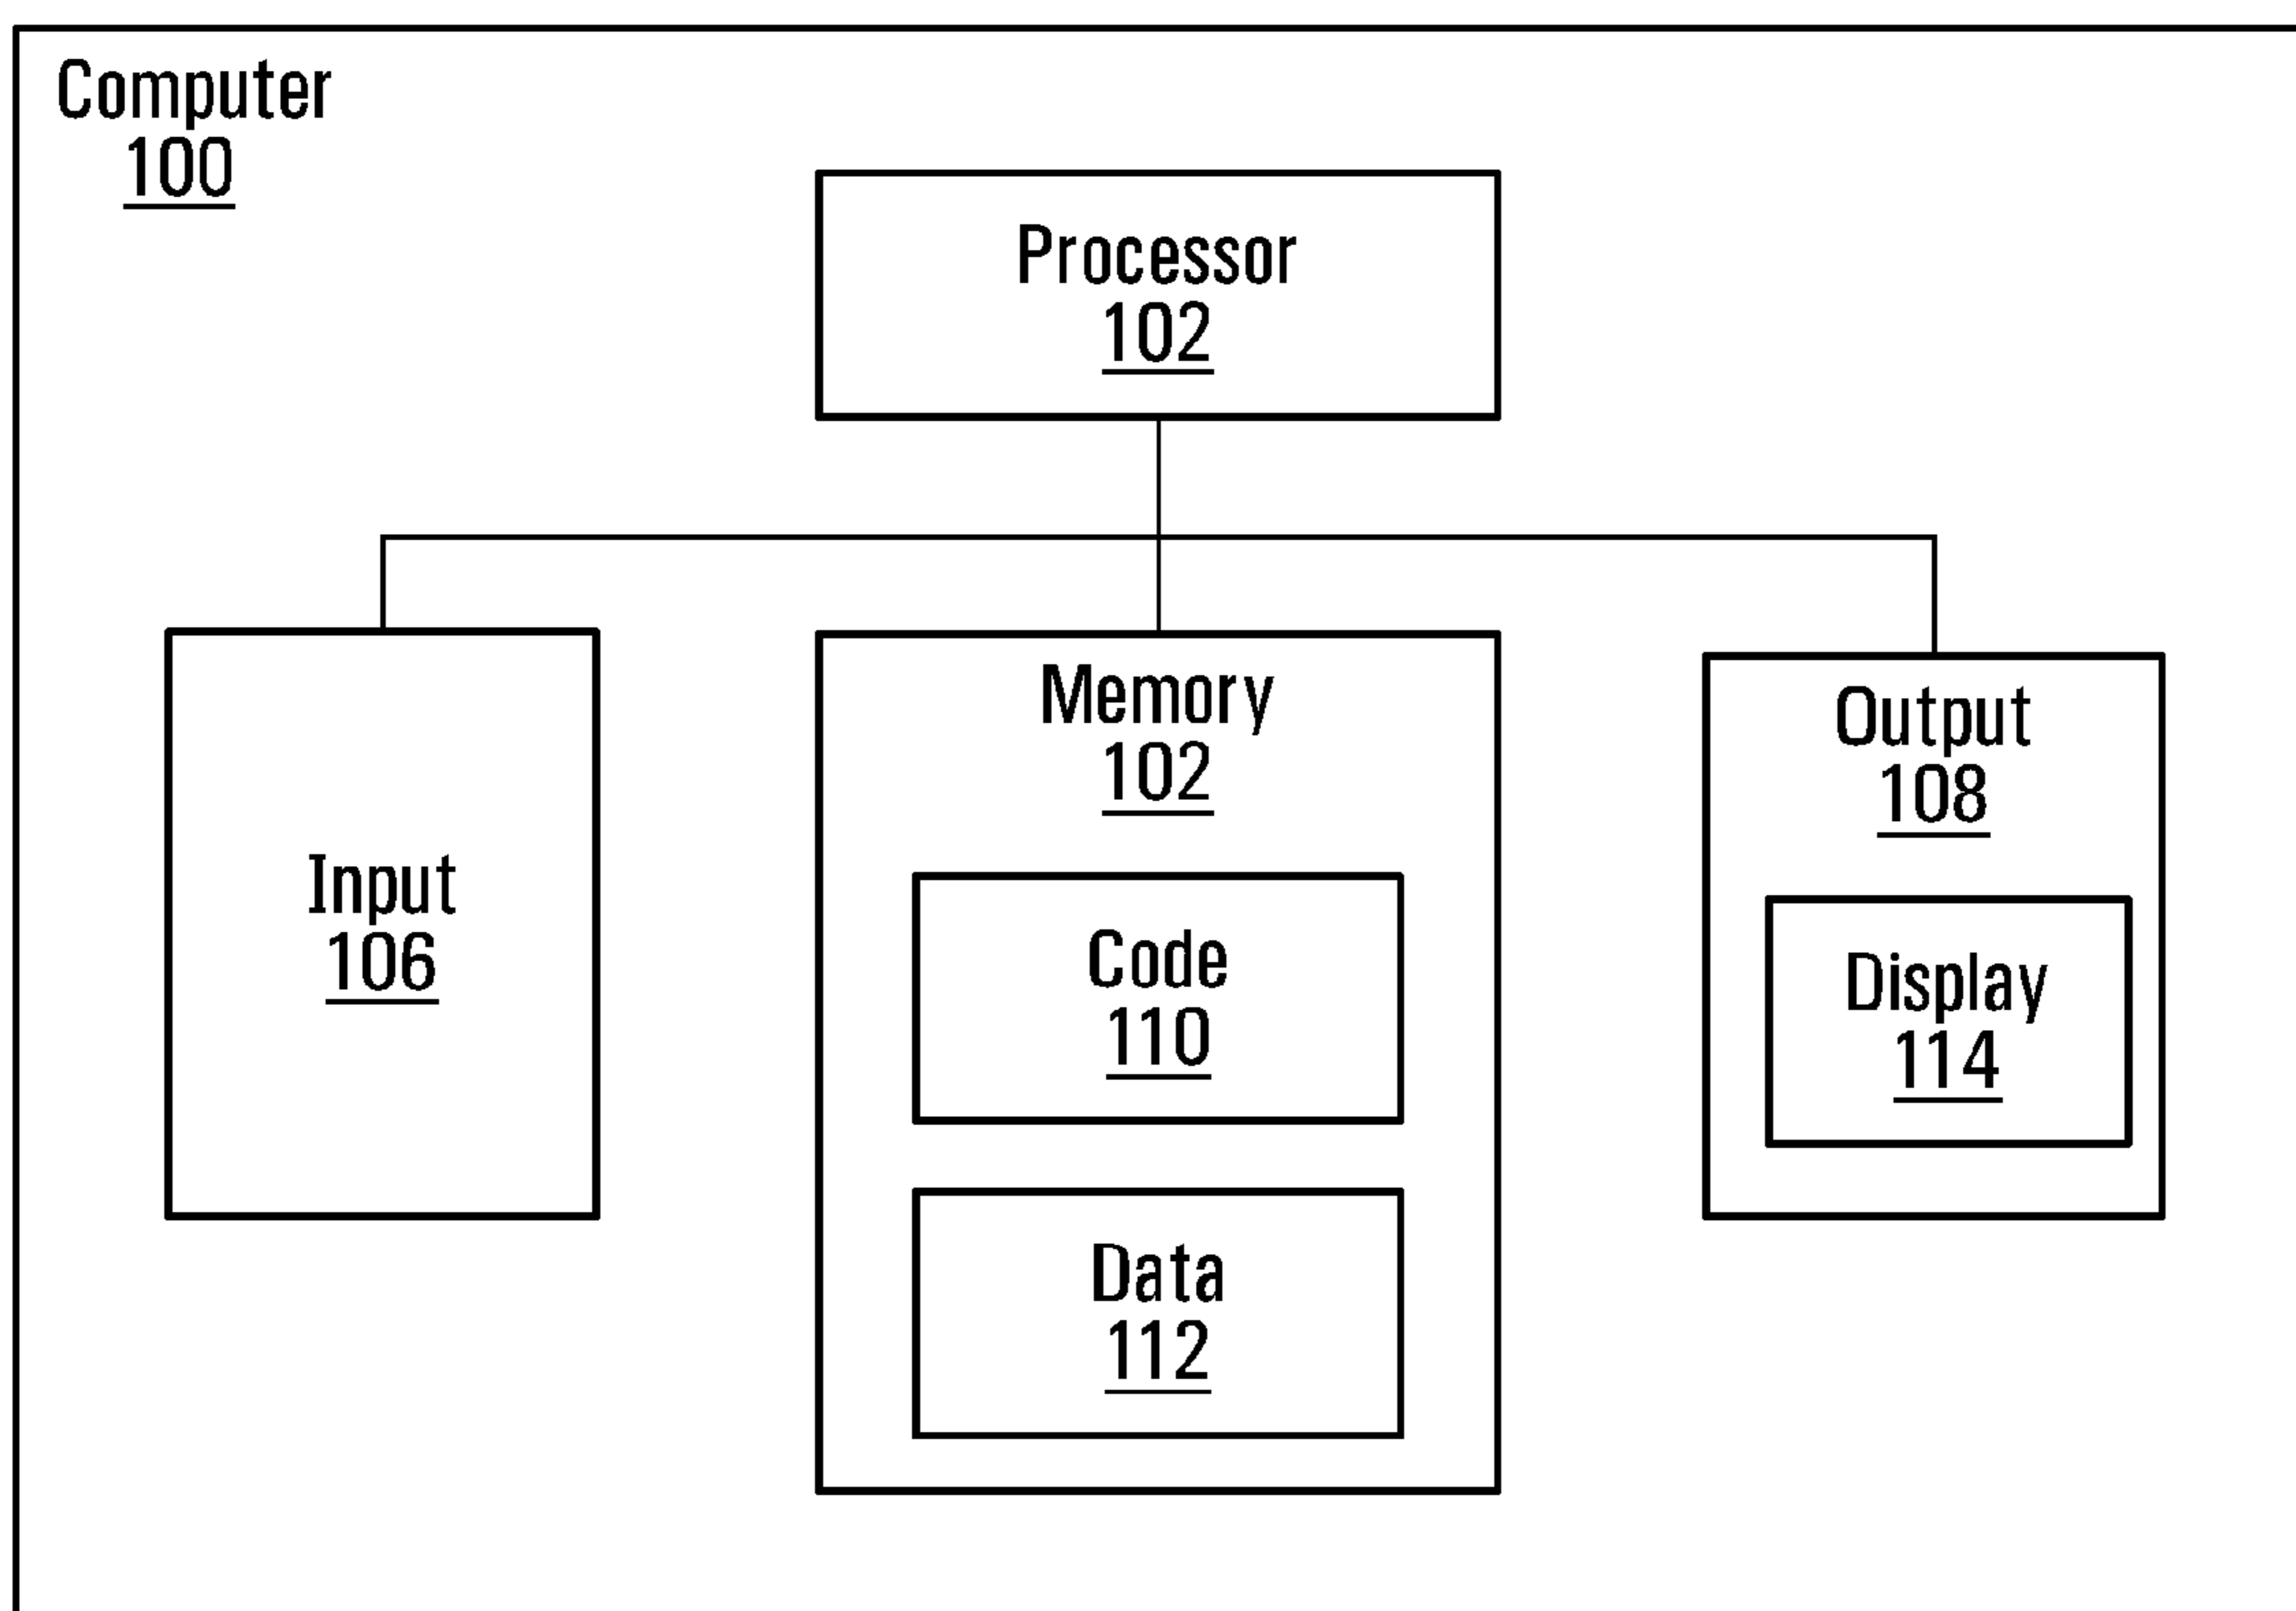 Computer
100
Processor
102
Input
106
Memory
102
Code
110
Data
112
Output
108
Display
114